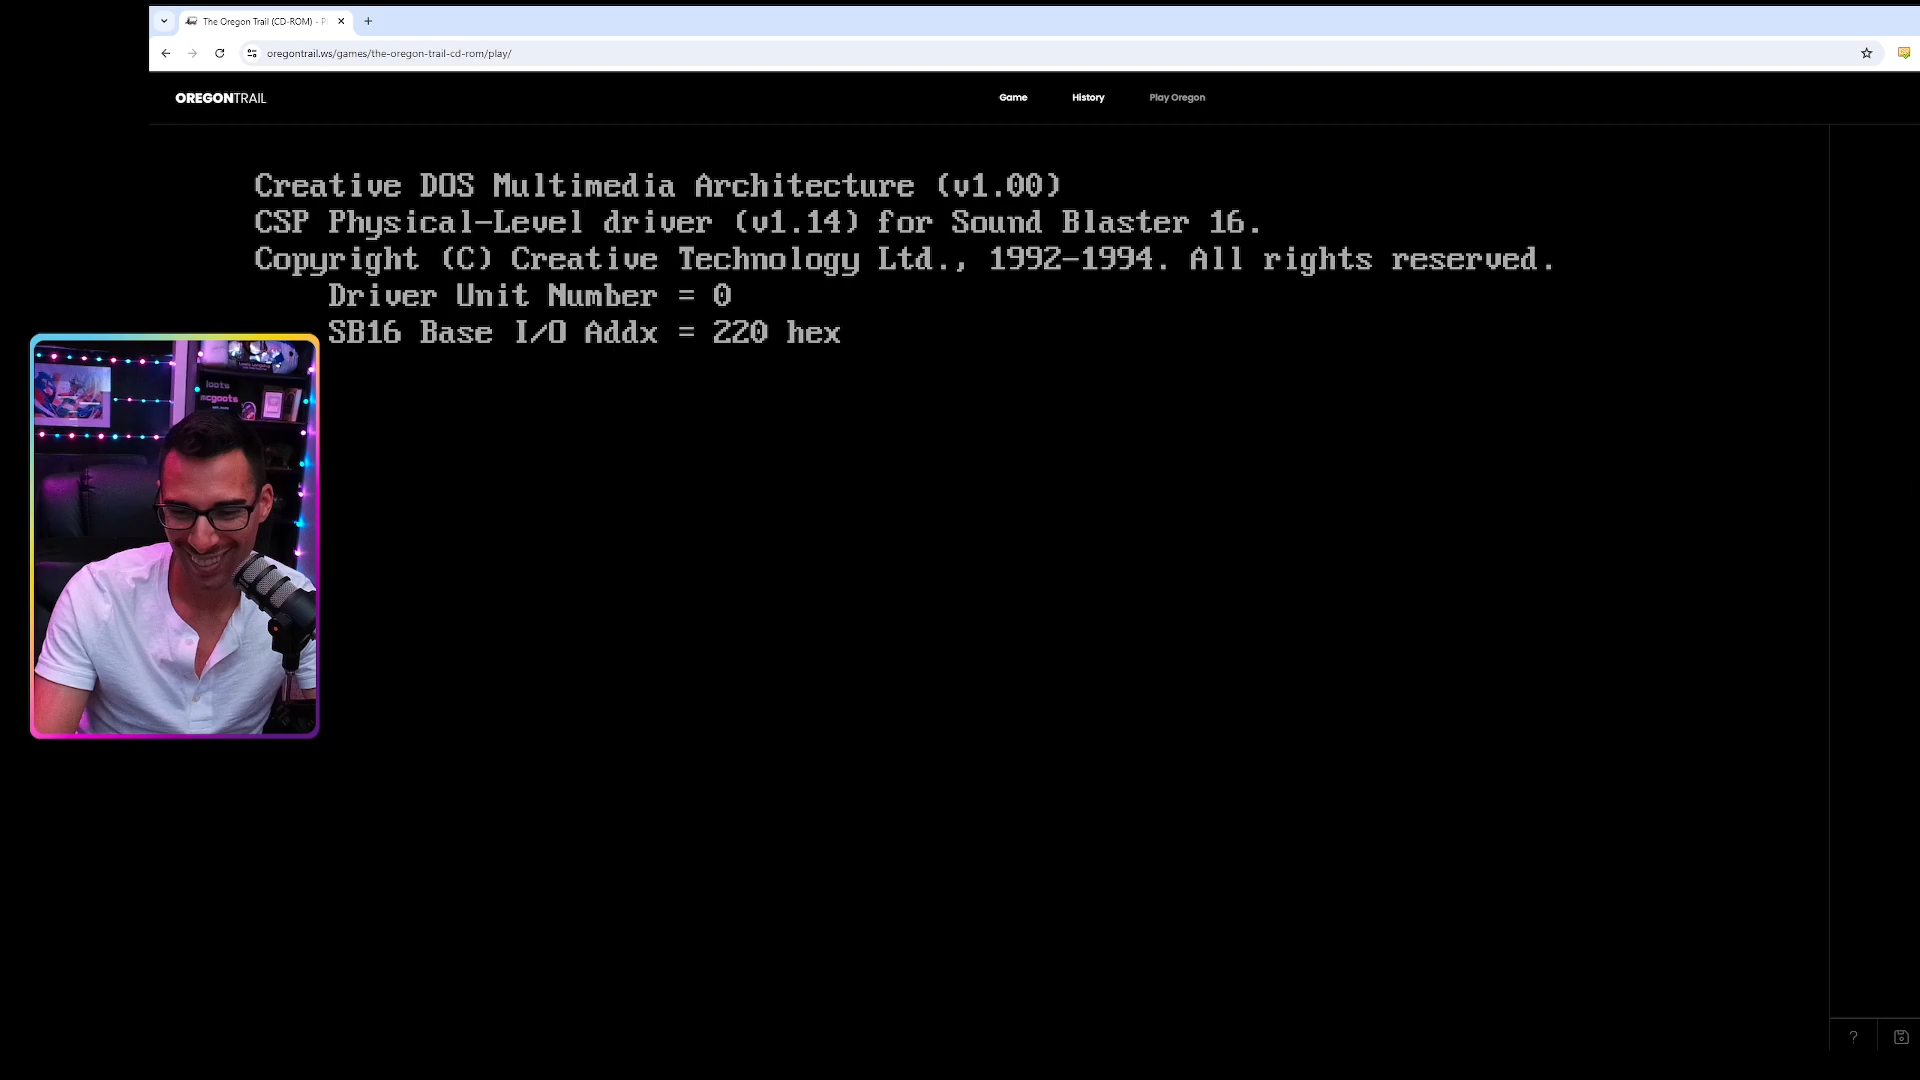 The Oregon Trail (CD-ROM) - P
oregontrail.ws/games/the-oregon-trail-cd-rom/play/
OREGONTRAIL
Game
History
Play Oregon
Creative DOS Multimedia Architecture (v1.00)
CSP Physical-Level driver (v1.14) for Sound Blaster 16.
Copyright (C) Creative Technology Ltd., 1992-1994. All rights reserved.
Driver Unit Number = 0
SB16 Base I/O Addx = 220 hex
loots
mcgoots
?